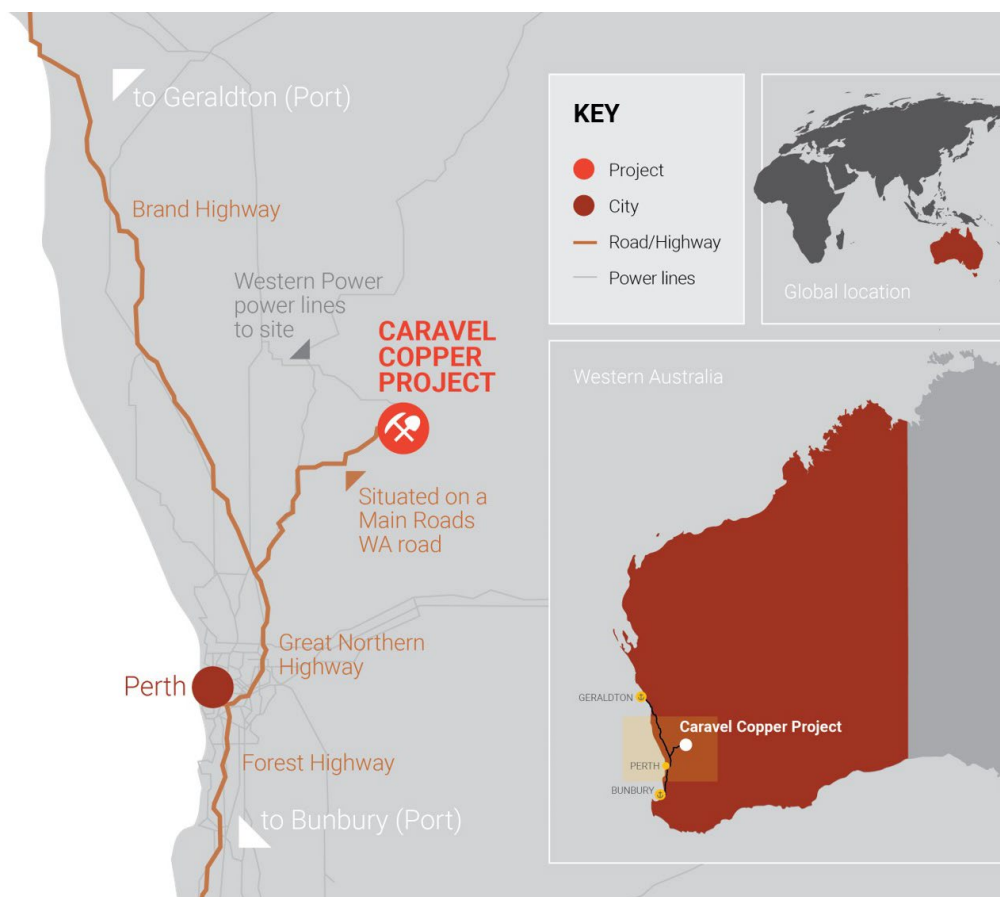 to Geraldton (Port)
Brand Highway
Western Power
power lines
to site
CARAVEL
COPPER
PROJECT
Situated on a
Main Roads
WA road
Great Northern
Highway
Perth
Forest Highway
to Bunbury (Port)
KEY
Project
City
Road/Highway
Power lines
Global location
Western Australia
GERALDTON
Caravel Copper Project
PERTH
BUNBURY